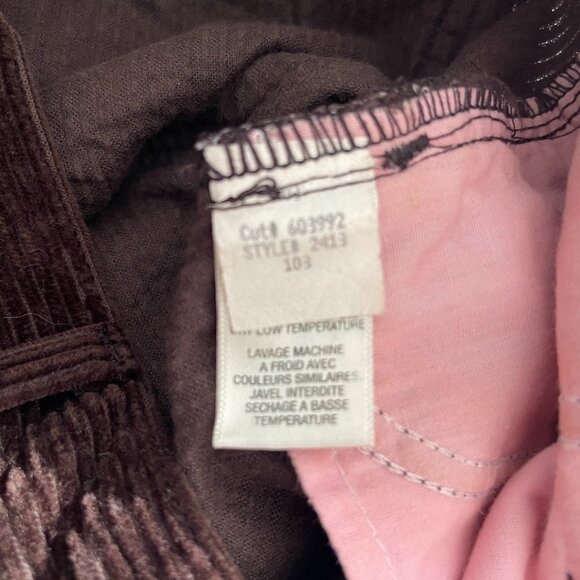 Cut# 603992
STYLE# 2413
103
LOW TEMPERATURE
LAVAGE MACHINE
A FROID AVEC
COULEURS SIMILAIRES.
JAVEL INTERDITE
SECHAGE A BASSE
TEMPERATURE